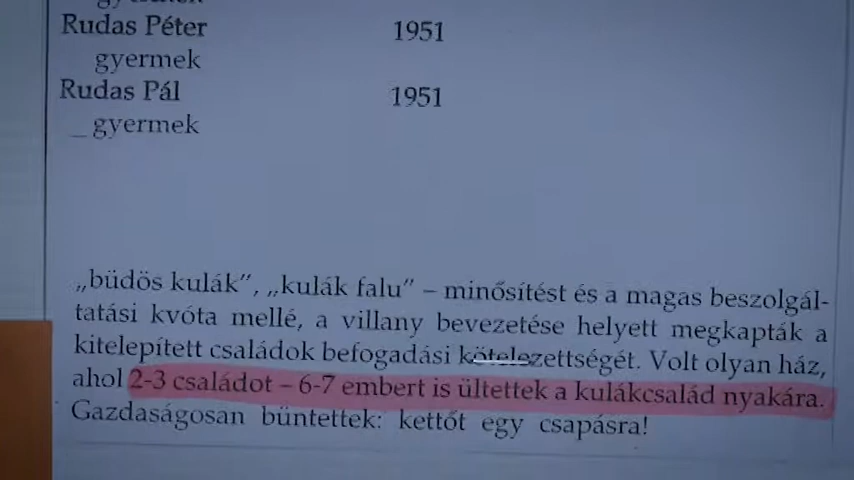 Rudas Péter 1951
gyermek
Rudas Pál 1951
_ gyermek
„büdös kulák”, „kulák falu” – minősítést és a magas beszolgál-
tatási kvóta mellé, a villany bevezetése helyett megkapták a
kitelepített családok befogadási kötelezettségét. Volt olyan ház,
ahol 2-3 családot – 6-7 embert is ültettek a kulákcsalád nyakára.
Gazdaságosan büntettek: kettőt egy csapásra!